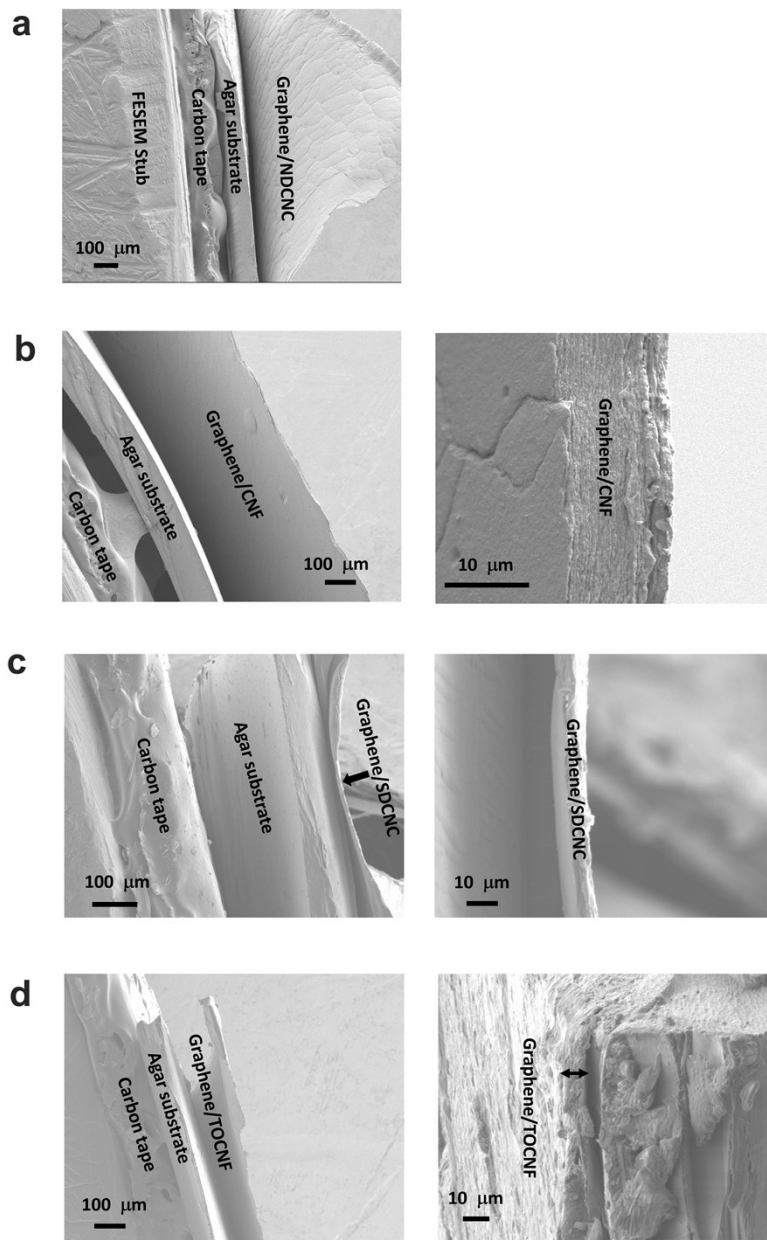 a
FESEM Stub
Carbon tape
Agar substrate
Graphene/NDCNC
100 μm
b
Carbon tape
Agar substrate
Graphene/CNF
100 μm
Graphene/CNF
10 μm
c
Carbon tape
Agar substrate
Graphene/SDCNC
100 μm
Graphene/SDCNC
10 μm
d
Carbon tape
Agar substrate
Graphene/TOCNF
100 μm
Graphene/TOCNF
10 μm